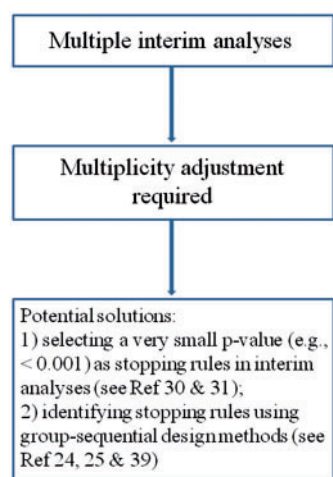 Multiple interim analyses
Multiplicity adjustment
required
Potential solutions:
1) selecting a very small p-value (e.g.,
< 0.001) as stopping rules in interim
analyses (see Ref 30 & 31);
2) identifying stopping rules using
group-sequential design methods (see
Ref 24, 25 & 39)